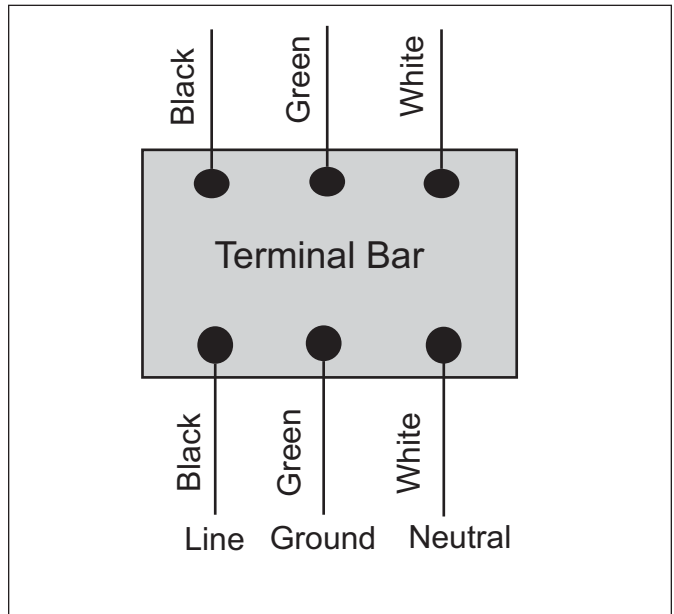 Black Green White
Terminal Bar
Black Green White
Line Ground Neutral